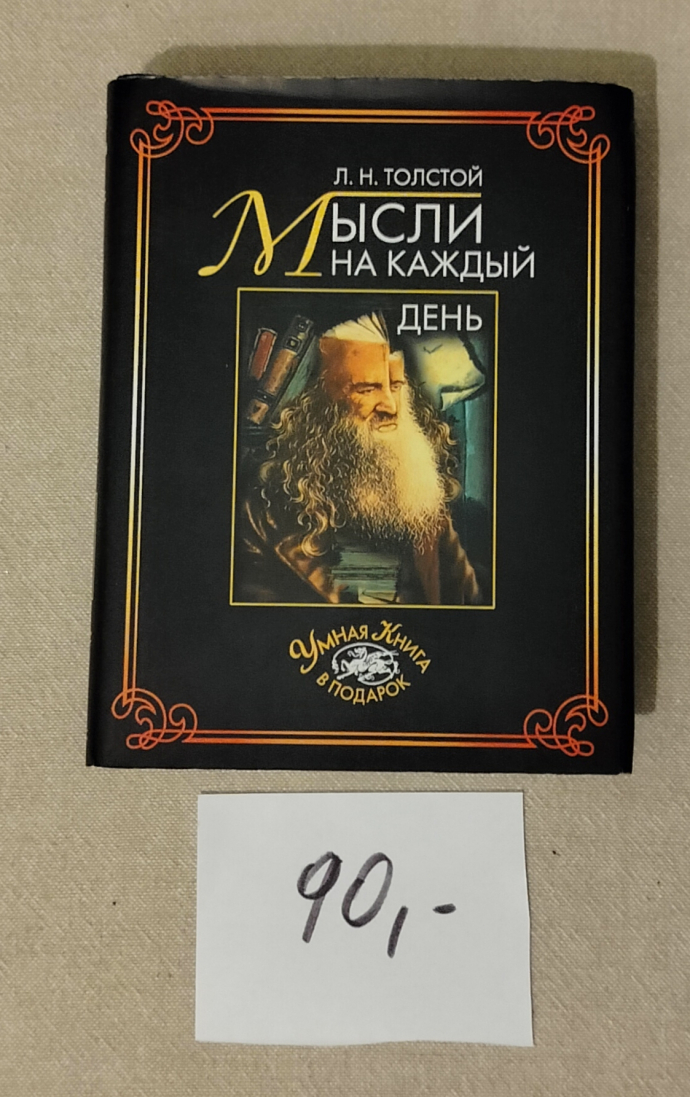 Л. Н. ТОЛСТОЙ
МЫСЛИ
НА КАЖДЫЙ
ДЕНЬ
УМНАЯ КНИГА
В ПОДАРОК
90,-